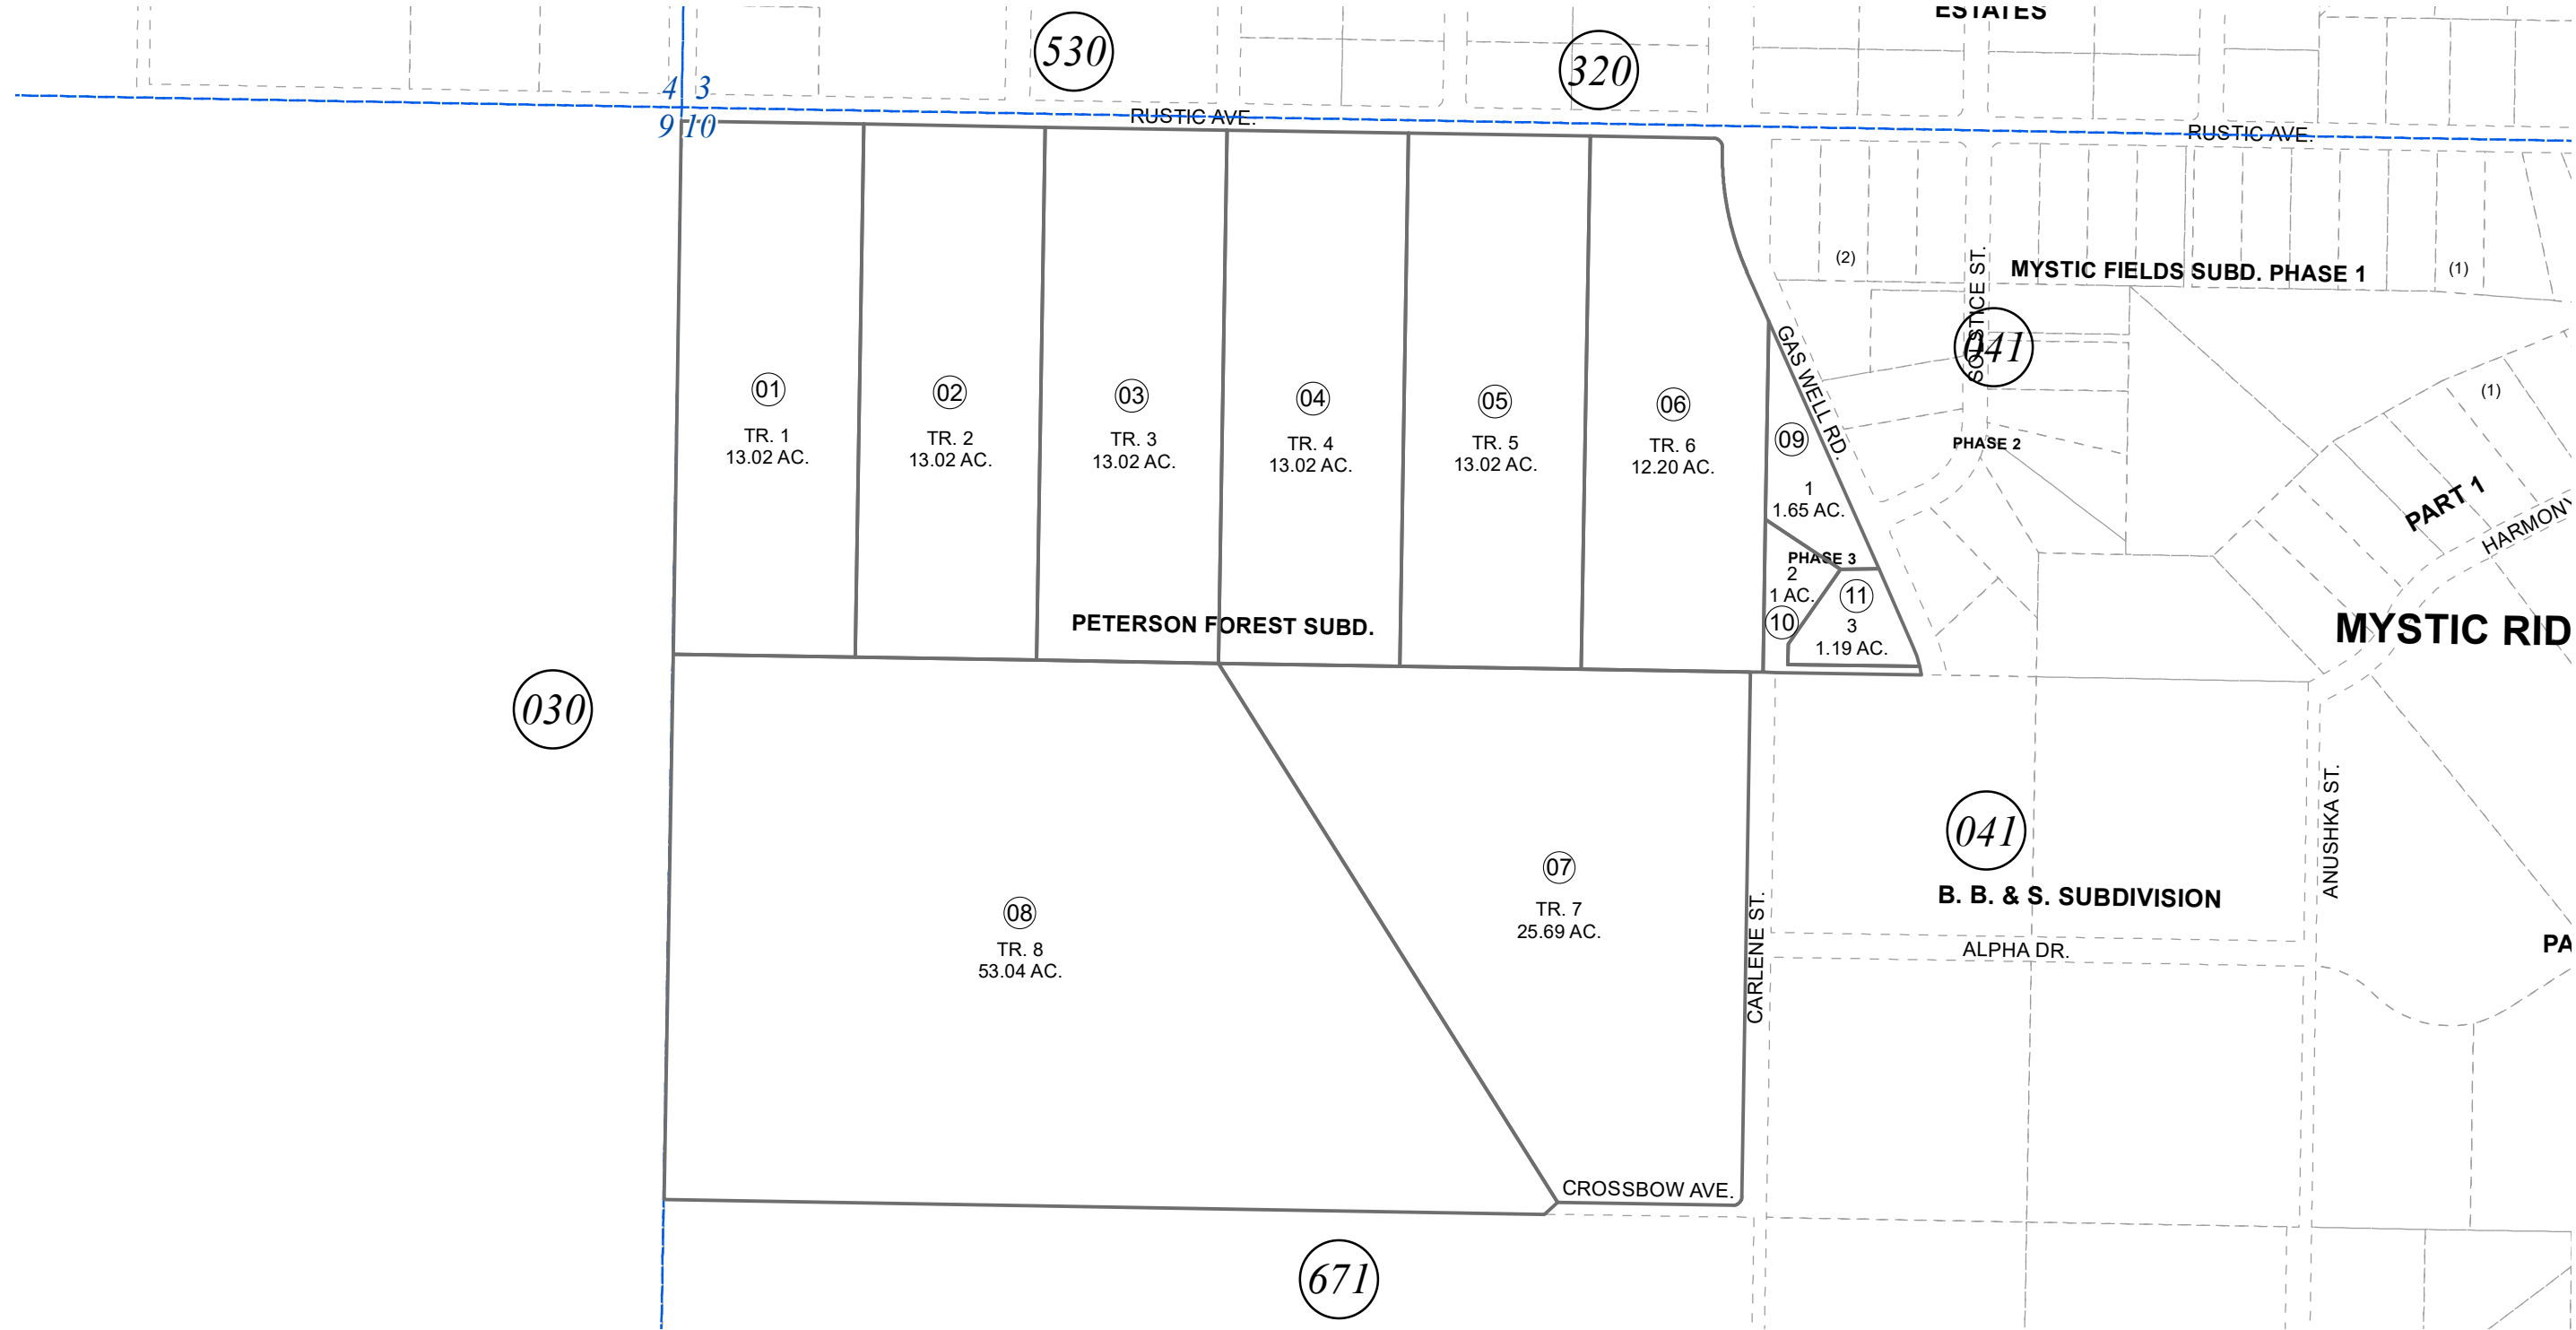 ESTATES
530
320
4 3
9 10
RUSTIC AVE.
RUSTIC AVE.
(2)
SOLSTICE ST.
MYSTIC FIELDS SUBD. PHASE 1
(1)
041
GAS WELL RD.
01
TR. 1
13.02 AC.
02
TR. 2
13.02 AC.
03
TR. 3
13.02 AC.
04
TR. 4
13.02 AC.
05
TR. 5
13.02 AC.
06
TR. 6
12.20 AC.
09
1
1.65 AC.
PHASE 2
(1)
PART 1
HARMONY
PHASE 3
2
1 AC.
10
11
3
1.19 AC.
PETERSON FOREST SUBD.
MYSTIC RID
030
041
B. B. & S. SUBDIVISION
ANUSHKA ST.
07
TR. 7
25.69 AC.
08
TR. 8
53.04 AC.
CARLENE ST.
ALPHA DR.
PA
CROSSBOW AVE.
671